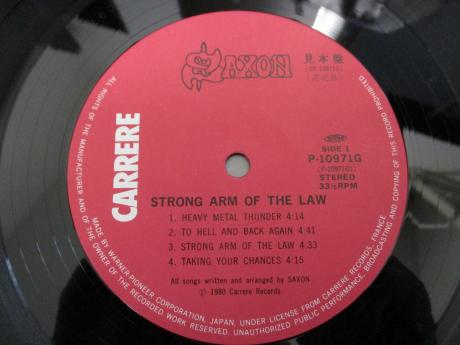 SAXON
見本盤
(非売品)
CARRERE
SIDE 1
P-10971G
(P-10971G1)
STEREO
33⅓RPM
STRONG ARM OF THE LAW
1. HEAVY METAL THUNDER 4:14
2. TO HELL AND BACK AGAIN 4:41
3. STRONG ARM OF THE LAW 4:33
4. TAKING YOUR CHANCES 4:15
All songs written and arranged by SAXON
Ⓟ 1980 Carrere Records
MADE BY WARNER-PIONEER CORPORATION, JAPAN, UNDER LICENSE FROM CARRERE RECORDS, FRANCE
ALL RIGHTS OF THE MANUFACTURER AND OF THE OWNER OF THE RECORDED WORK RESERVED. UNAUTHORIZED PUBLIC PERFORMANCE, BROADCASTING AND COPYING OF THIS RECORD PROHIBITED.